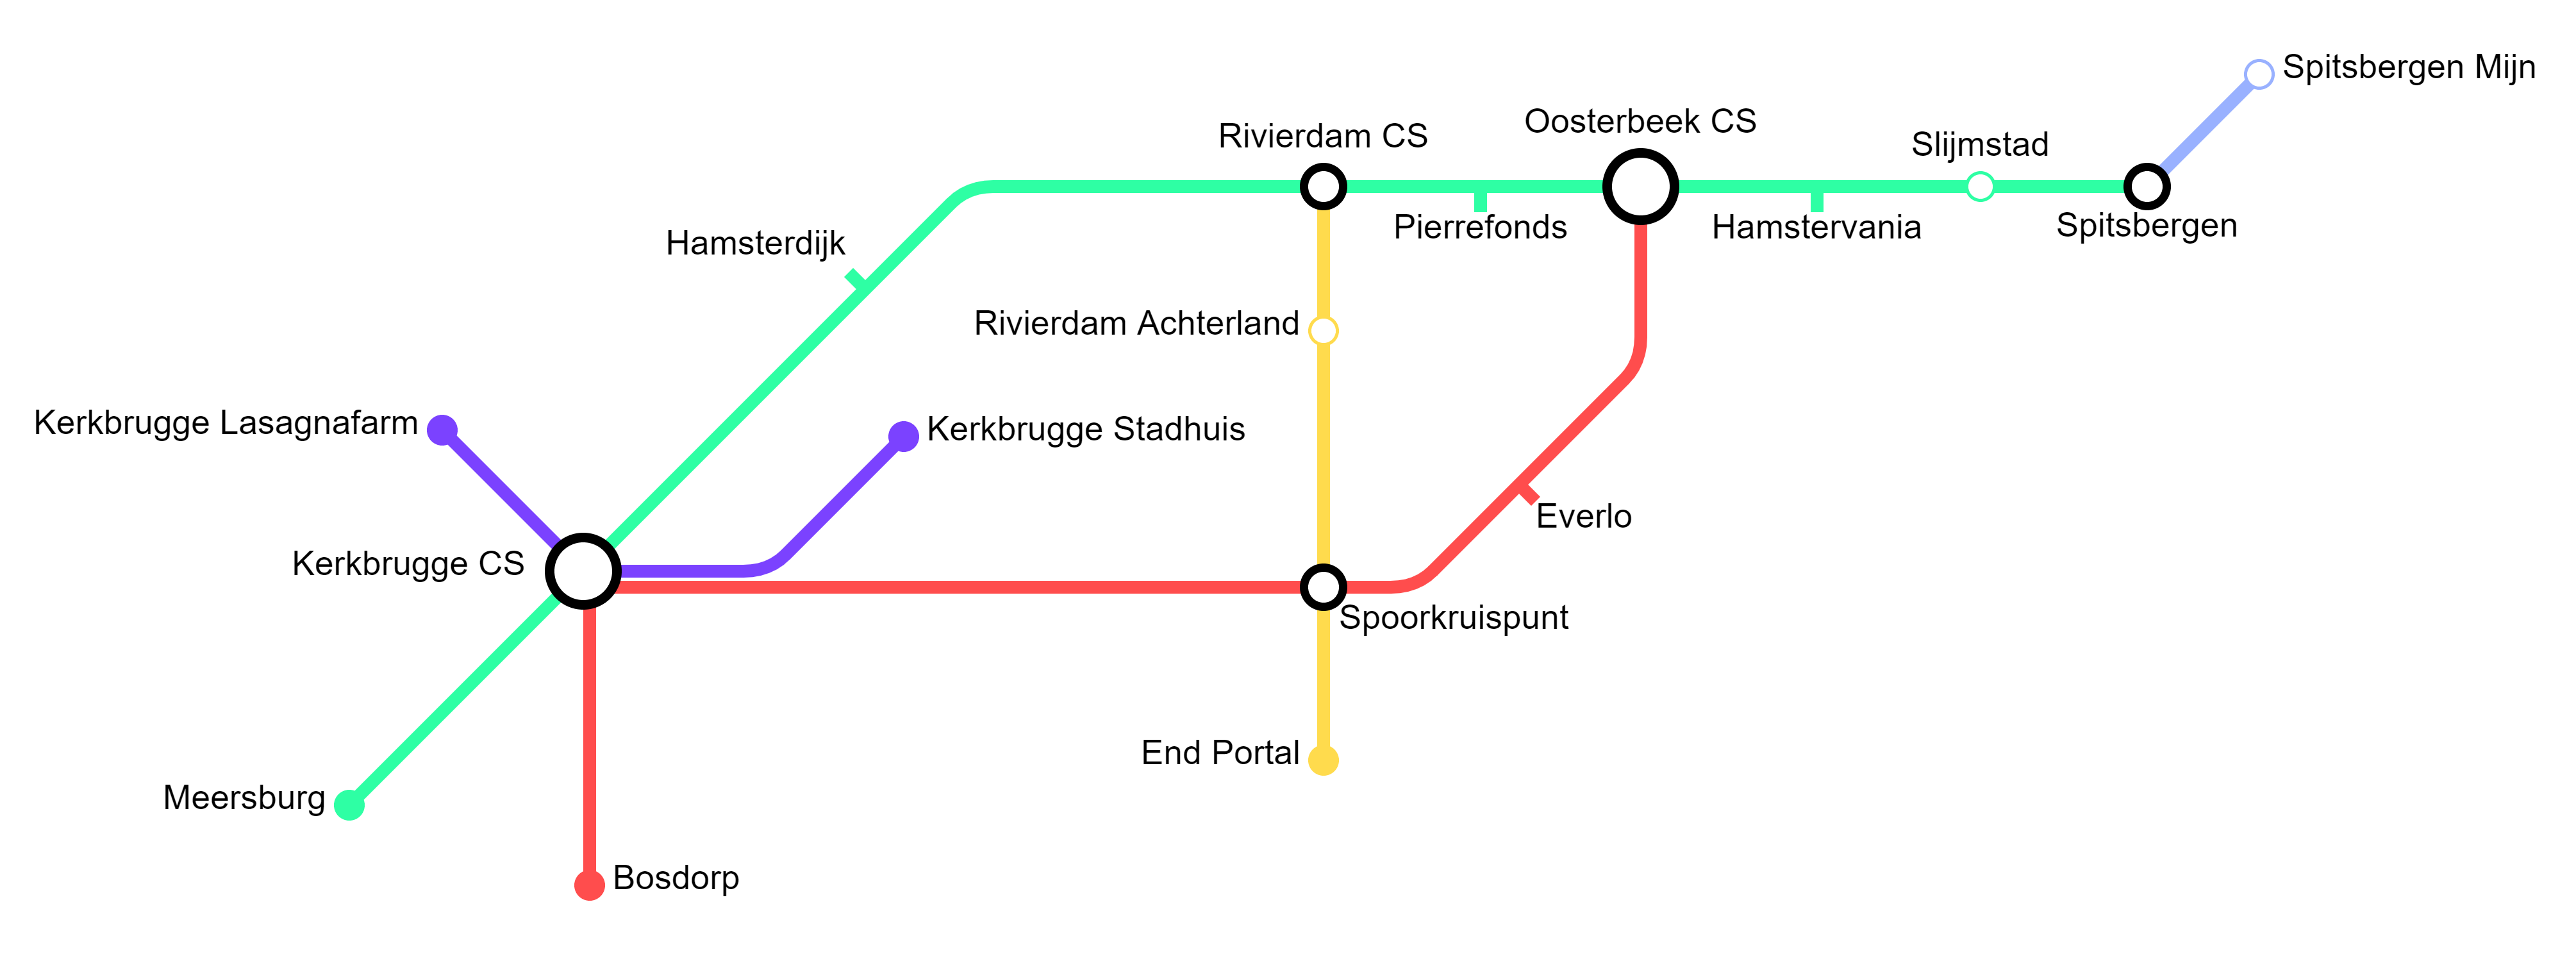 Spitsbergen Mijn
Oosterbeek CS
Rivierdam CS
Slijmstad
Spitsbergen
Pierrefonds
Hamstervania
Hamsterdijk
Rivierdam Achterland
Kerkbrugge Lasagnafarm
Kerkbrugge Stadhuis
Everlo
Kerkbrugge CS
Spoorkruispunt
End Portal
Meersburg
Bosdorp